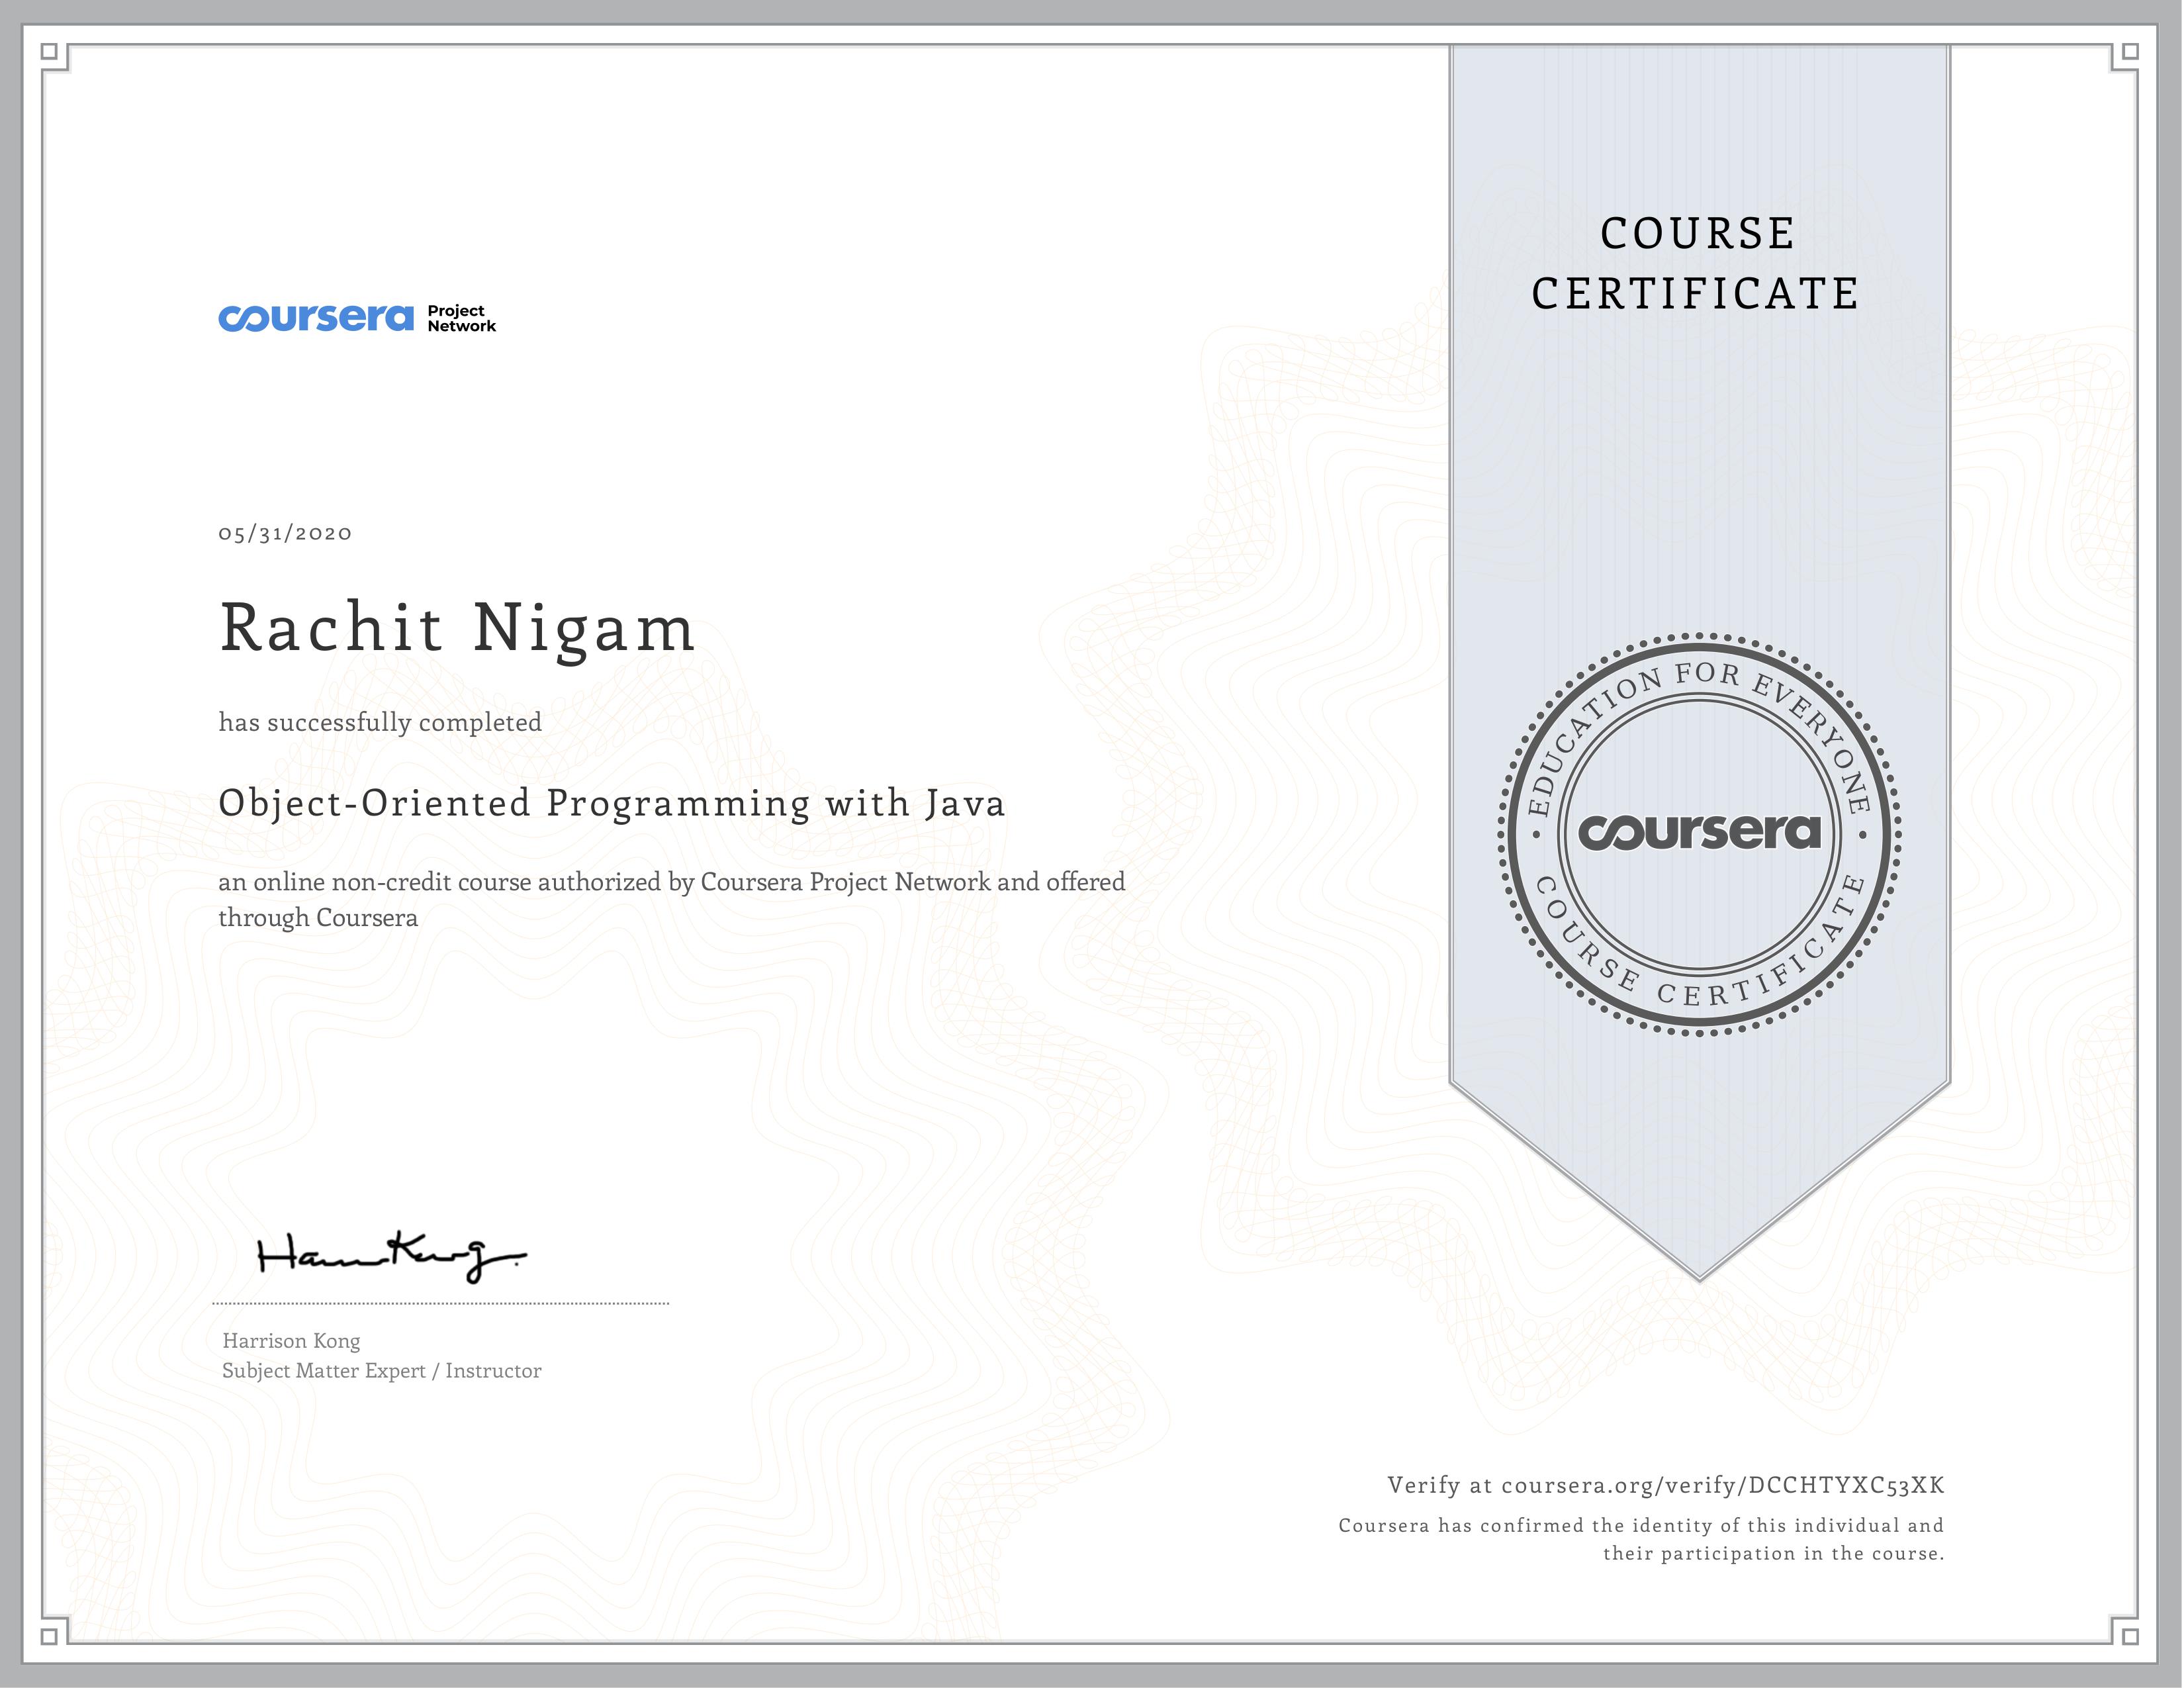 COURSE
CERTIFICATE
coursera Project
Network
05/31/2020
Rachit Nigam
has successfully completed
Object-Oriented Programming with Java
an online non-credit course authorized by Coursera Project Network and offered
through Coursera
EDUCATION FOR EVERYONE
coursera
COURSE CERTIFICATE
Harrison Kong
Subject Matter Expert / Instructor
Verify at coursera.org/verify/DCCHTYXC53XK
Coursera has confirmed the identity of this individual and
their participation in the course.